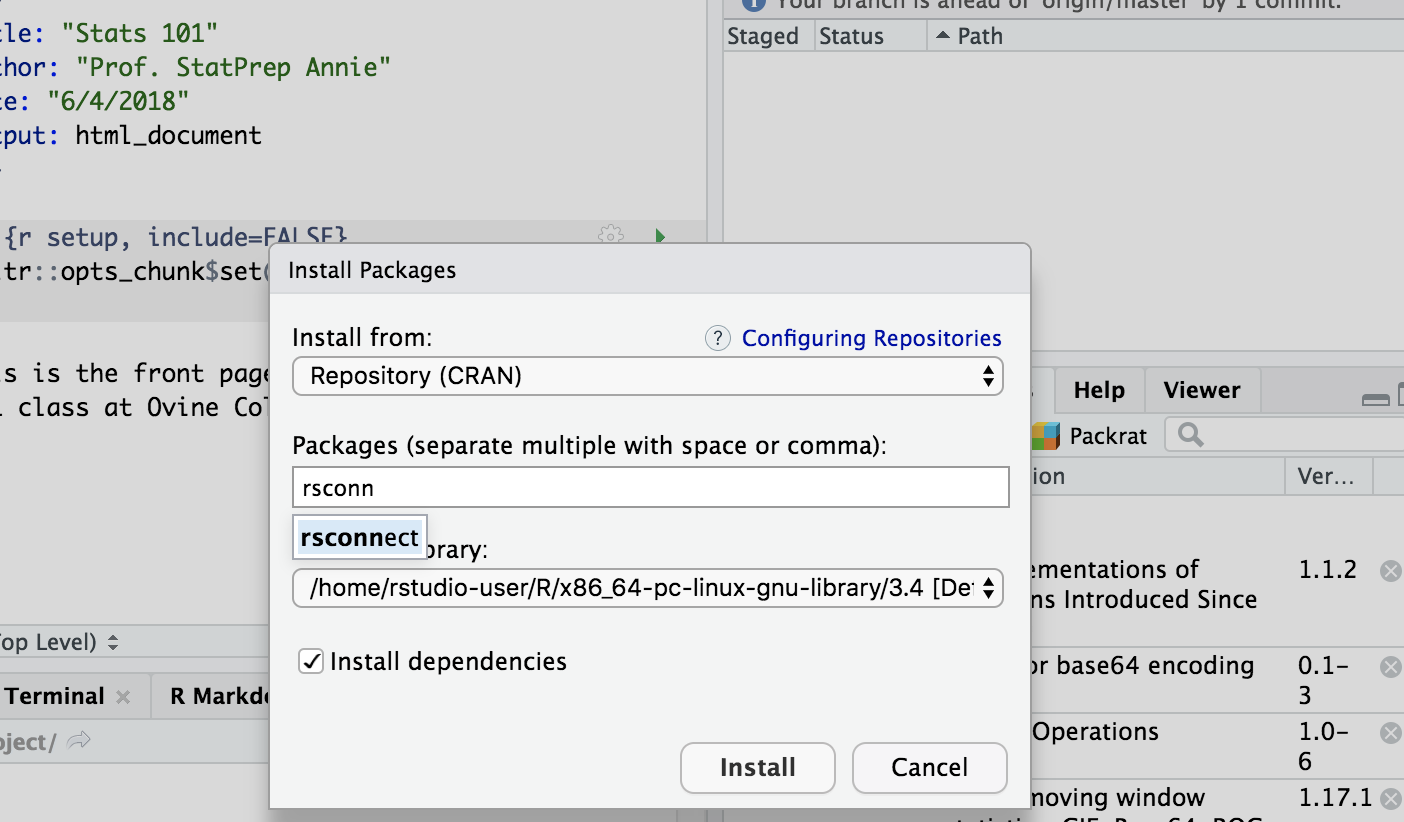 Your branch is ahead of 'origin/master' by 1 commit.
Staged Status Path
le: "Stats 101"
hor: "Prof. StatPrep Annie"
e: "6/4/2018"
put: html_document
{r setup, include=FALSE}
tr::opts_chunk$set(
s is the front page
class at Ovine Col
Install Packages
Install from:
? Configuring Repositories
Repository (CRAN)
Packages (separate multiple with space or comma):
rsconn
rsconnect
brary:
/home/rstudio-user/R/x86_64-pc-linux-gnu-library/3.4 [Def
Install dependencies
Install Cancel
Help Viewer
Packrat
ion Ver...
ementations of 1.1.2
ns Introduced Since
or base64 encoding 0.1-
3
Operations 1.0-
6
moving window 1.17.1
op Level)
Terminal R Markd
oject/